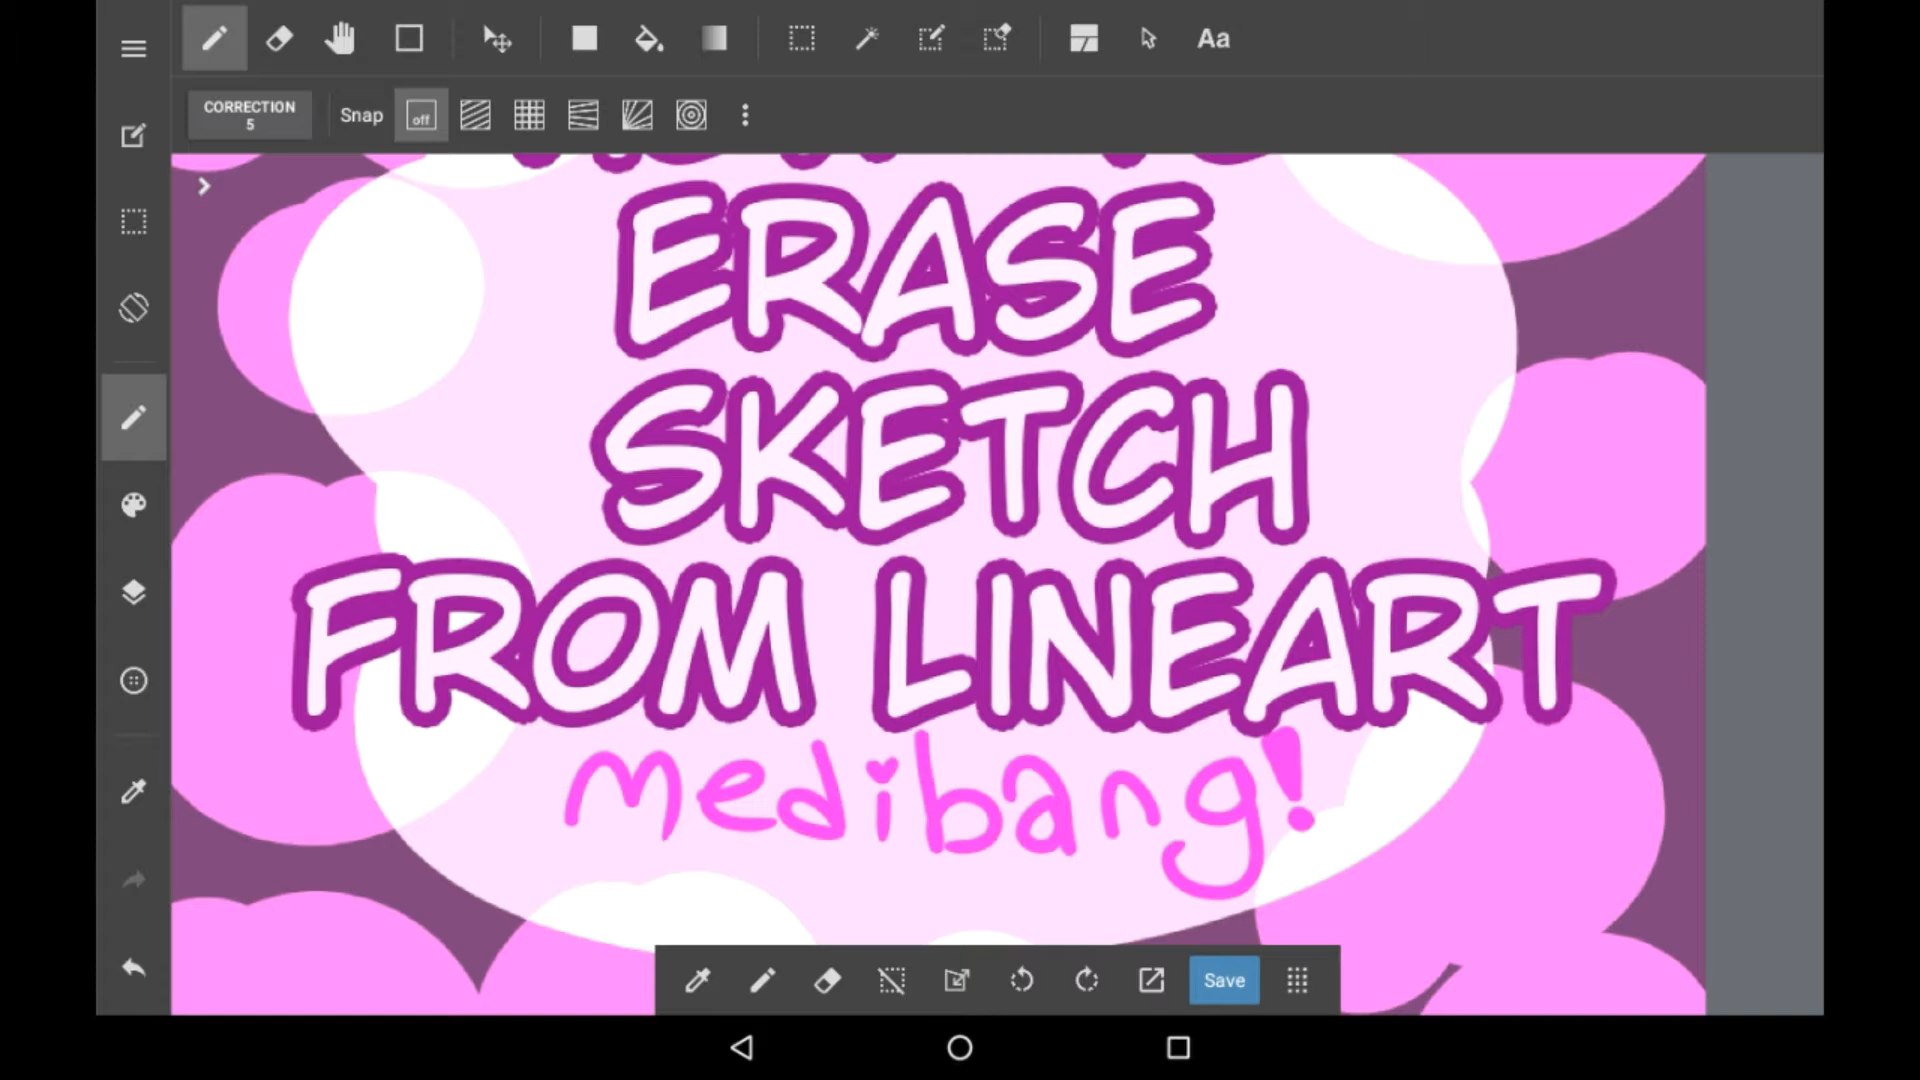 Aa
CORRECTION
5
Snap
off
ERASE
SKETCH
FROM LINEART
medibang!
Save